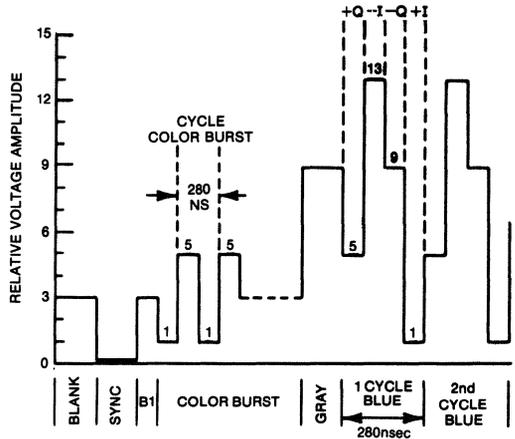 +Q --I -Q +I
15
12
9
6
3
0
RELATIVE VOLTAGE AMPLITUDE
CYCLE
COLOR BURST
280
NS
1
5
1
5
5
13
9
1
BLANK
SYNC
B1
COLOR BURST
GRAY
1 CYCLE
BLUE
280nsec
2nd
CYCLE
BLUE